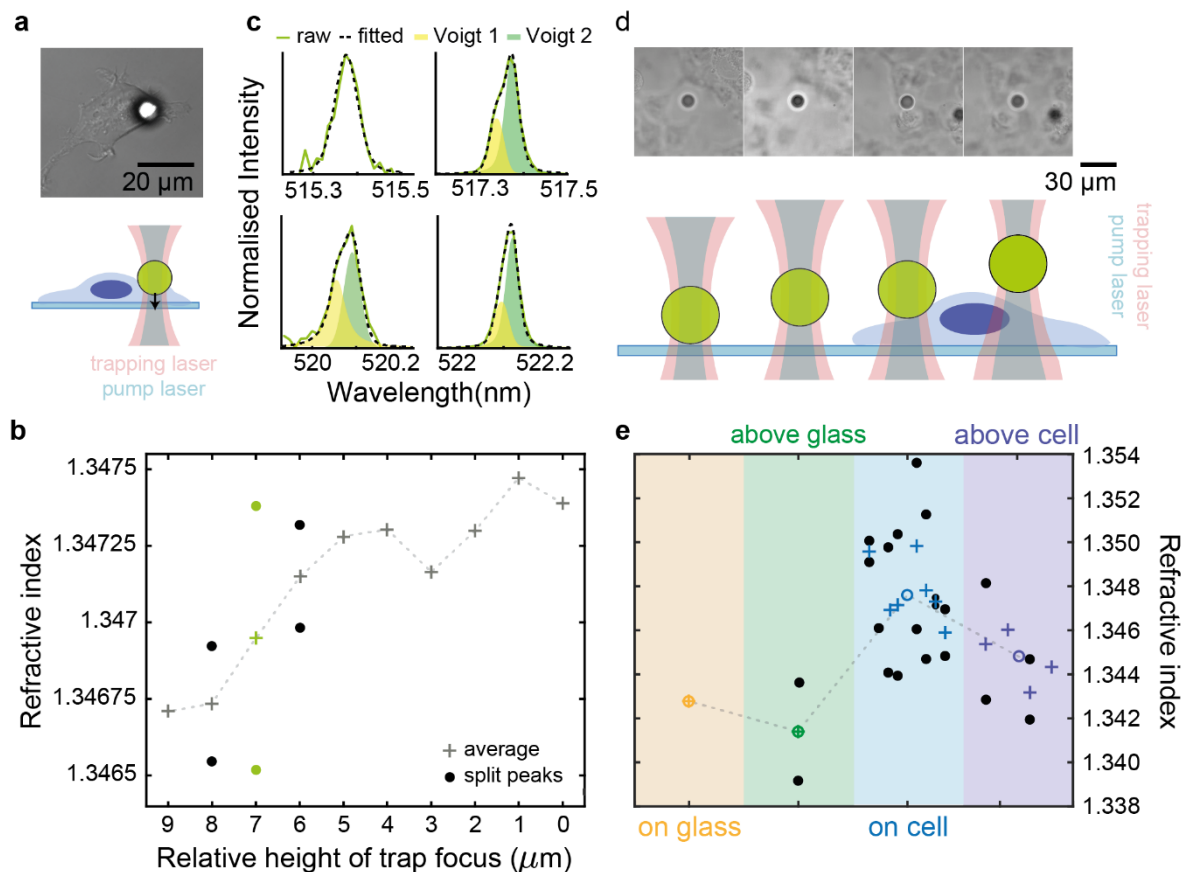 a
20 µm
trapping laser
pump laser
c
raw fitted Voigt 1 Voigt 2
Normalised Intensity
515.3 515.5
517.3 517.5
520 520.2
522 522.2
Wavelength(nm)
d
30 µm
trapping laser
pump laser
b
Refractive index
1.3475
1.34725
1.347
1.34675
1.3465
average
split peaks
9 8 7 6 5 4 3 2 1 0
Relative height of trap focus (µm)
e
above glass
above cell
1.354
1.352
1.350
1.348
1.346
1.344
1.342
1.340
1.338
Refractive index
on glass
on cell